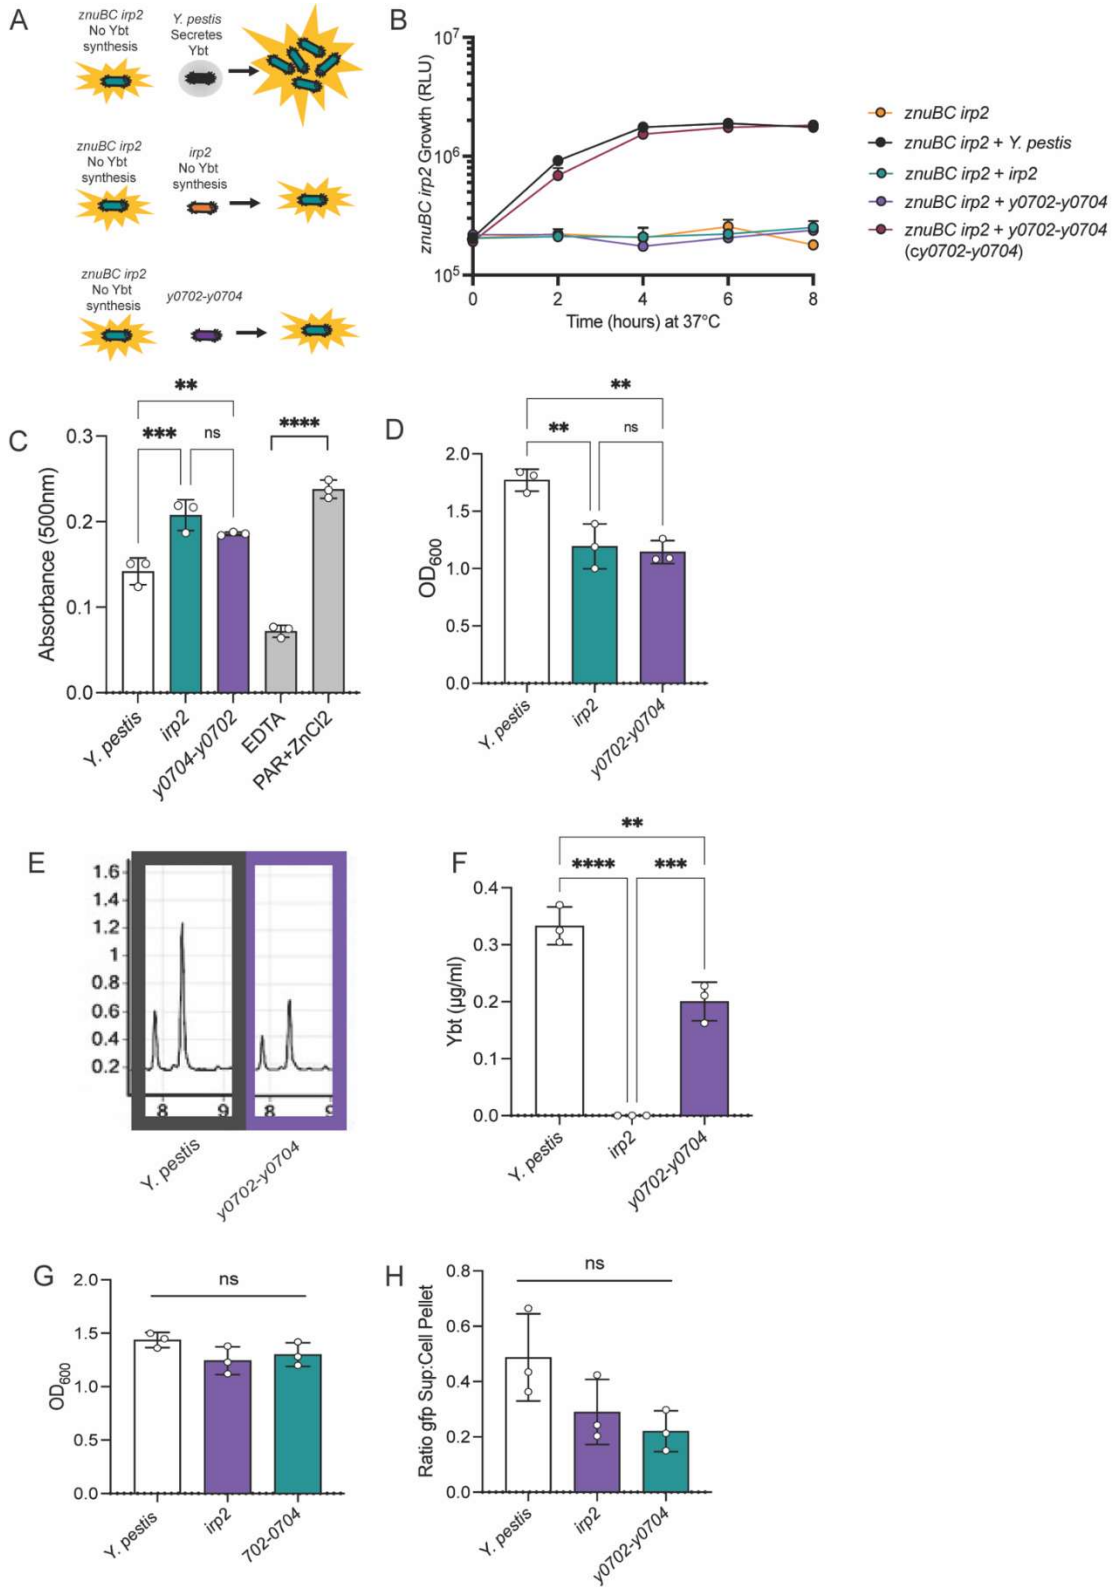 A
znuBC irp2
No Ybt
synthesis
Y. pestis
Secretes
Ybt
znuBC irp2
No Ybt
synthesis
irp2
No Ybt
synthesis
znuBC irp2
No Ybt
synthesis
y0702-y0704
B
znuBC irp2 Growth (RLU)
10⁷
10⁶
10⁵
0
2
4
6
8
Time (hours) at 37°C
znuBC irp2
znuBC irp2 + Y. pestis
znuBC irp2 + irp2
znuBC irp2 + y0702-y0704
znuBC irp2 + y0702-y0704
(cy0702-y0704)
C
**
***
ns
****
Absorbance (500nm)
0.3
0.2
0.1
0.0
Y. pestis
irp2
y0704-y0702
EDTA
PAR+ZnCl2
D
**
**
ns
OD₆₀₀
2.0
1.5
1.0
0.5
0.0
Y. pestis
irp2
y0702-y0704
E
1.6
1.4
1.2
1
0.8
0.6
0.4
0.2
8
9
8
9
Y. pestis
y0702-y0704
F
**
****
***
Ybt (µg/ml)
0.4
0.3
0.2
0.1
0.0
Y. pestis
irp2
y0702-y0704
G
ns
OD₆₀₀
2.0
1.5
1.0
0.5
0.0
Y. pestis
irp2
702-0704
H
ns
Ratio gfp Sup:Cell Pellet
0.8
0.6
0.4
0.2
0.0
Y. pestis
irp2
y0702-y0704